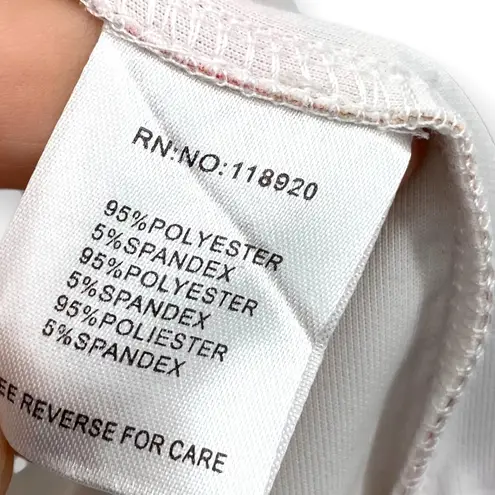 RN:NO:118920
95%POLYESTER
5%SPANDEX
95%POLYESTER
5%SPANDEX
95%POLIESTER
5%SPANDEX
EE REVERSE FOR CARE